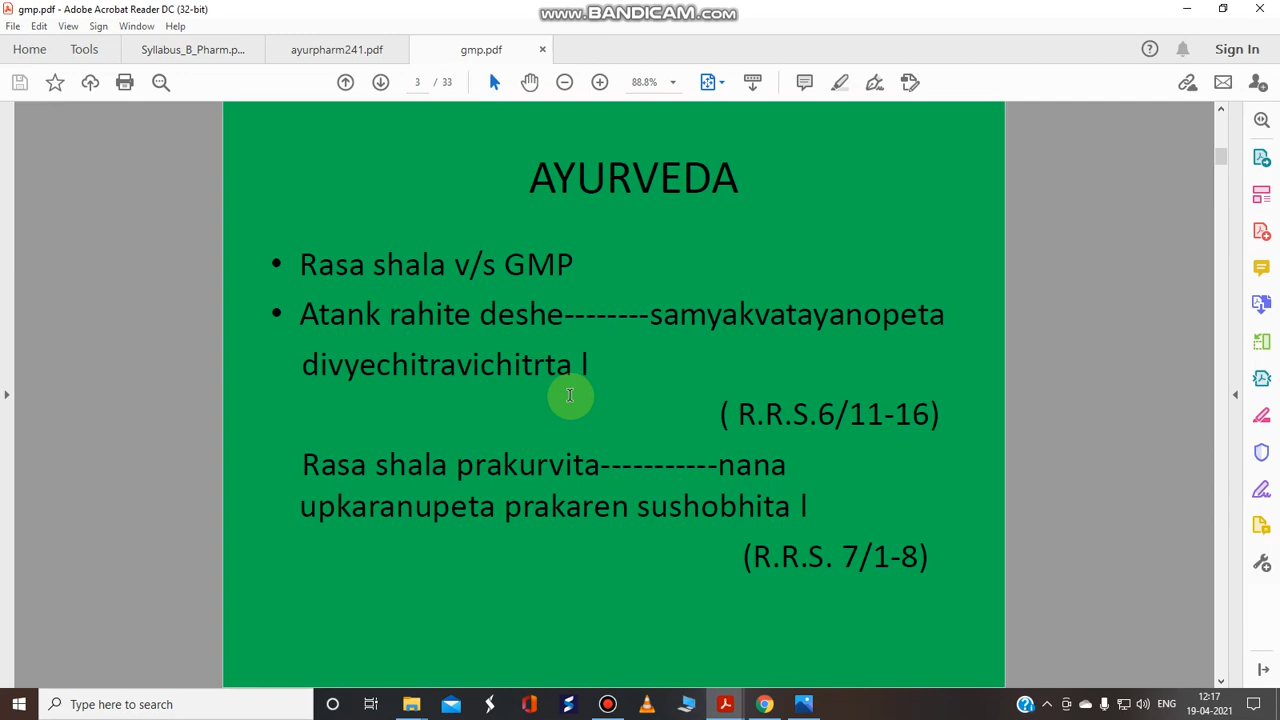 gmp.pdf - Adobe Acrobat Reader DC (32-bit)
www.BANDICAM.com
File Edit View Sign Window Help
Home Tools Syllabus_B_Pharm.p... ayurpharm241.pdf gmp.pdf Sign In
3 / 33 88.8%
AYURVEDA
• Rasa shala v/s GMP
• Atank rahite deshe--------samyakvatayanopeta
divyechitravichitrta l
( R.R.S.6/11-16)
Rasa shala prakurvita-----------nana
upkaranupeta prakaren sushobhita l
(R.R.S. 7/1-8)
Type here to search
ENG
12:17
19-04-2021